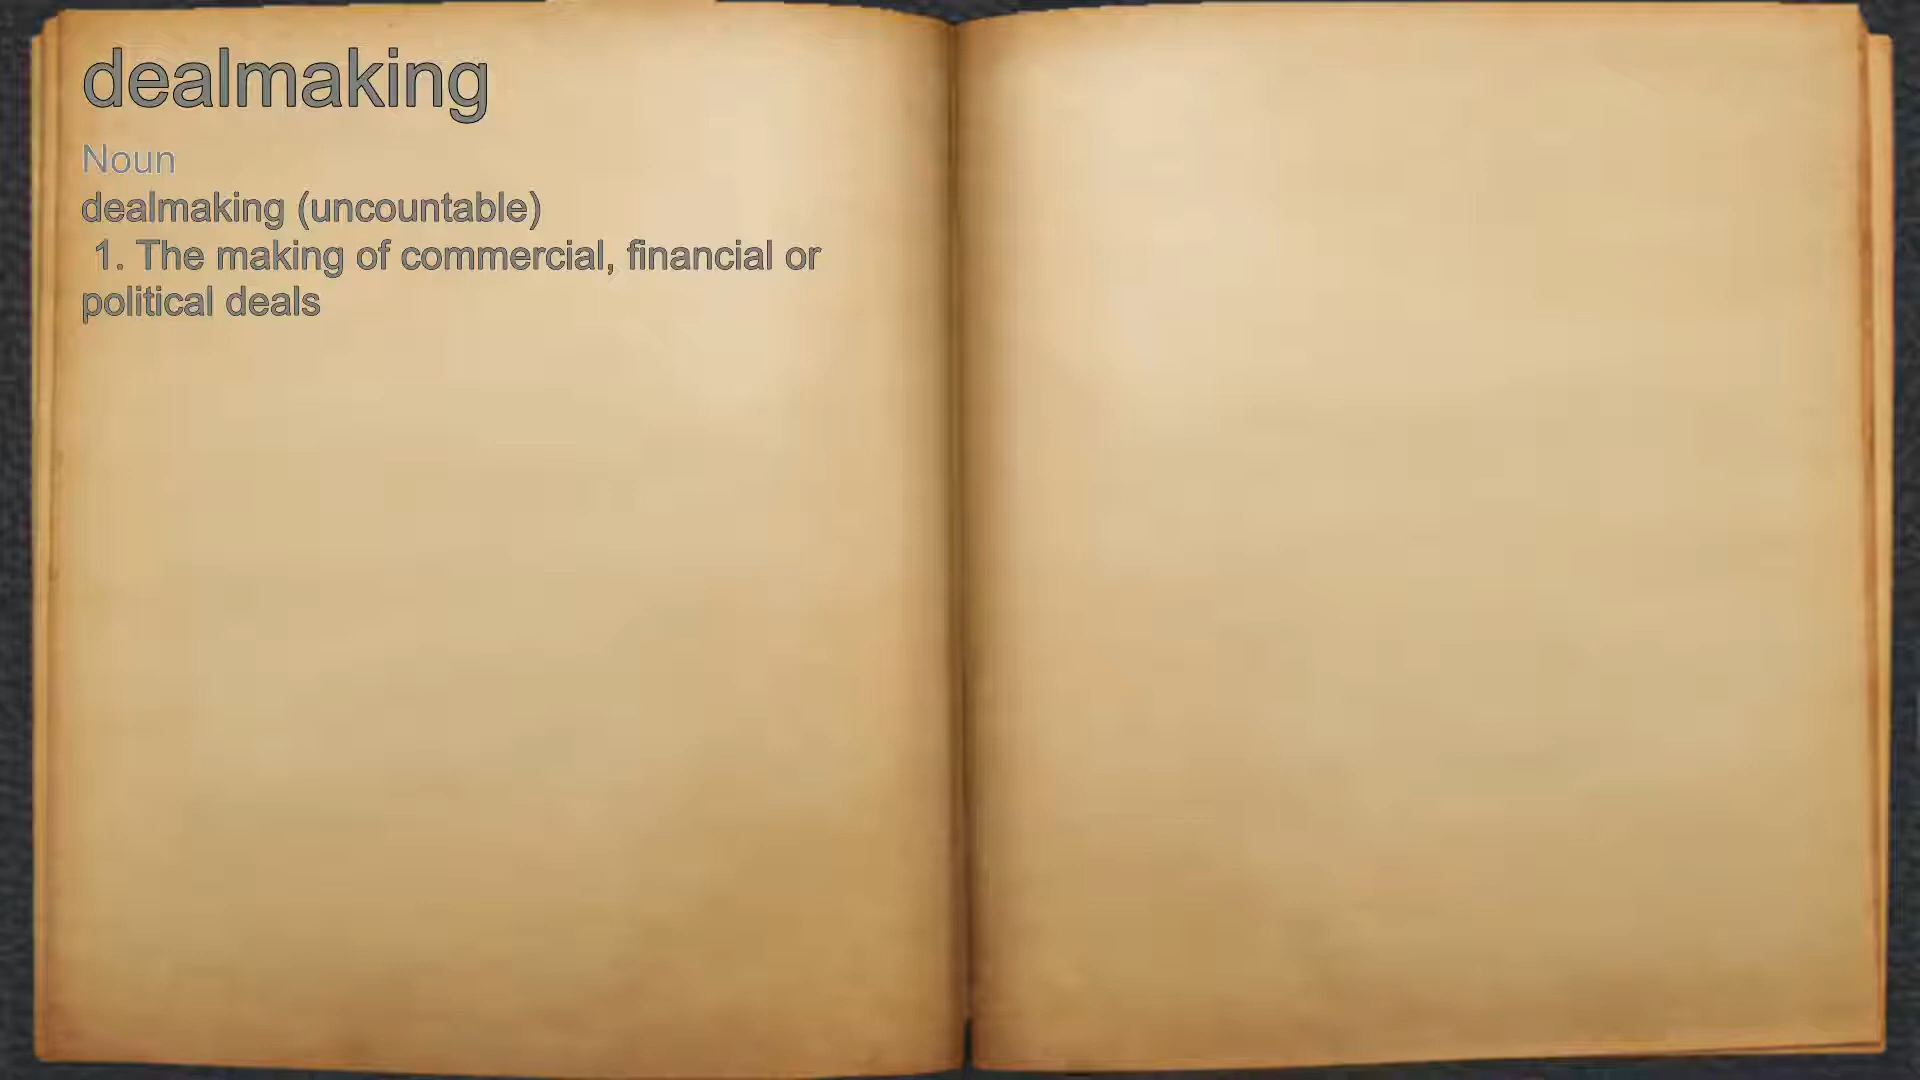 dealmaking
Noun
dealmaking (uncountable)
1. The making of commercial, financial or
political deals